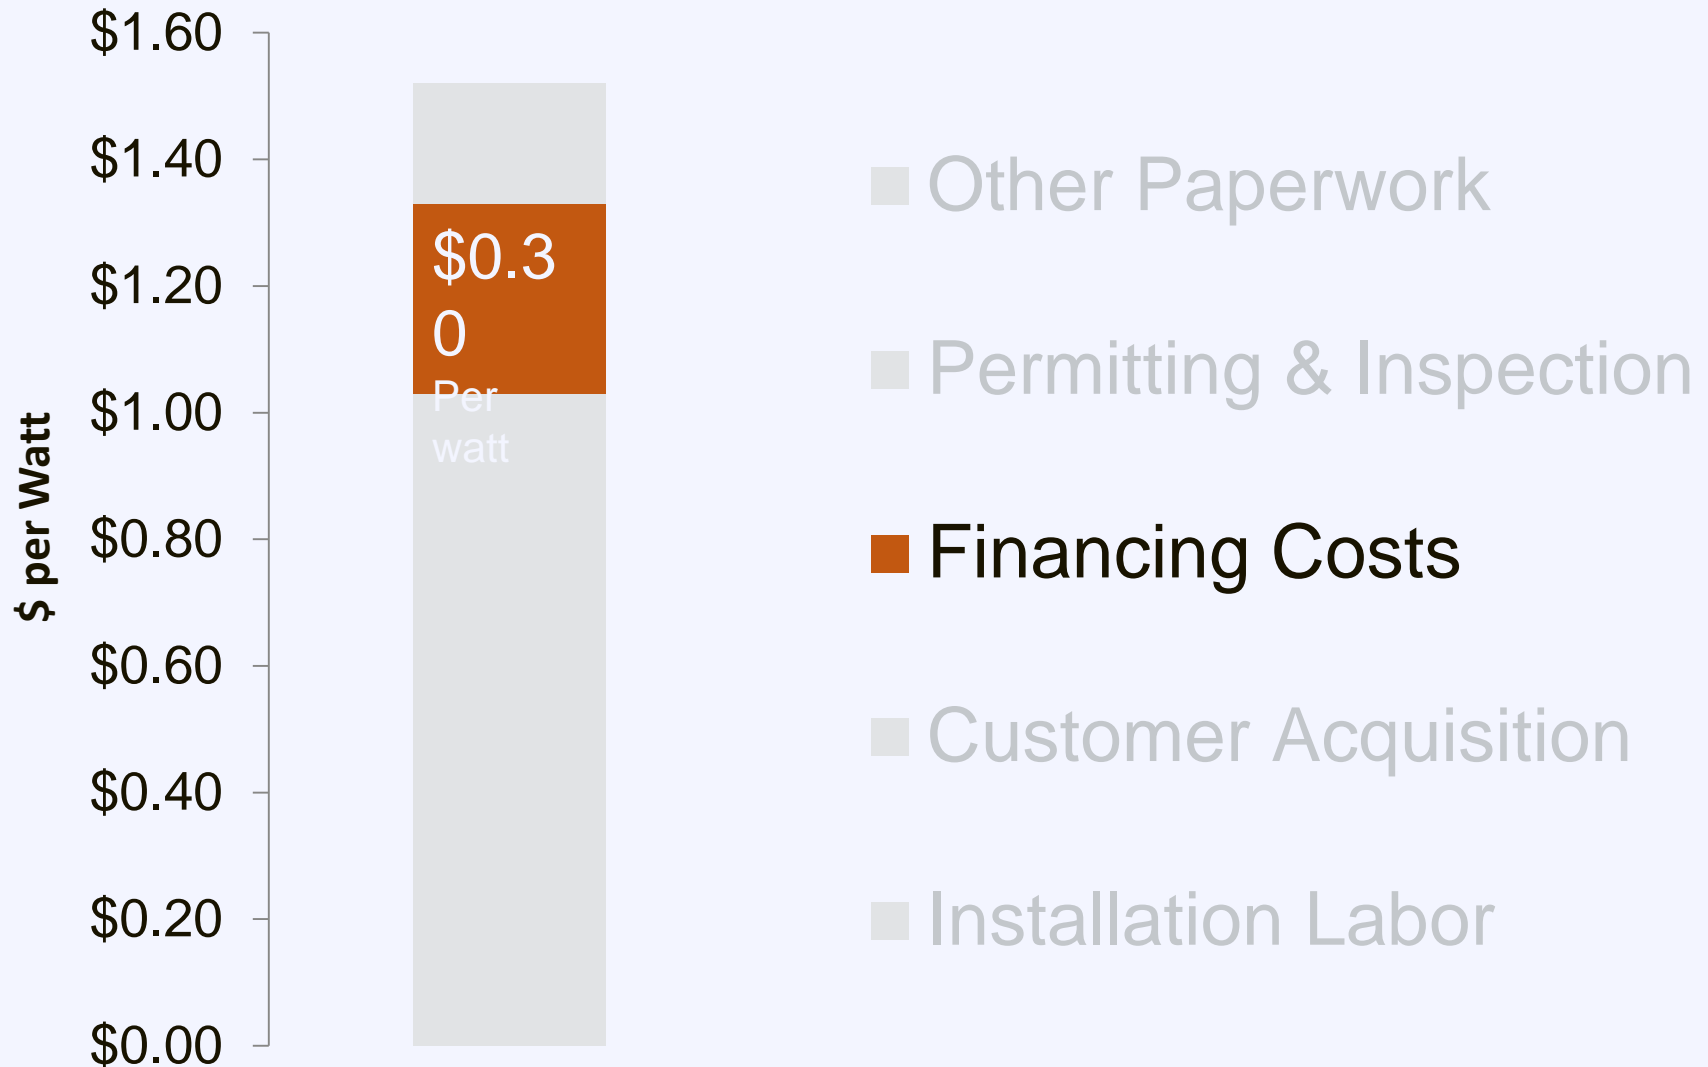 $1.60
$1.40
$1.20
$1.00
$0.80
$0.60
$0.40
$0.20
$0.00
$ per Watt
$0.3
0
Per
watt
Other Paperwork
Permitting & Inspection
Financing Costs
Customer Acquisition
Installation Labor